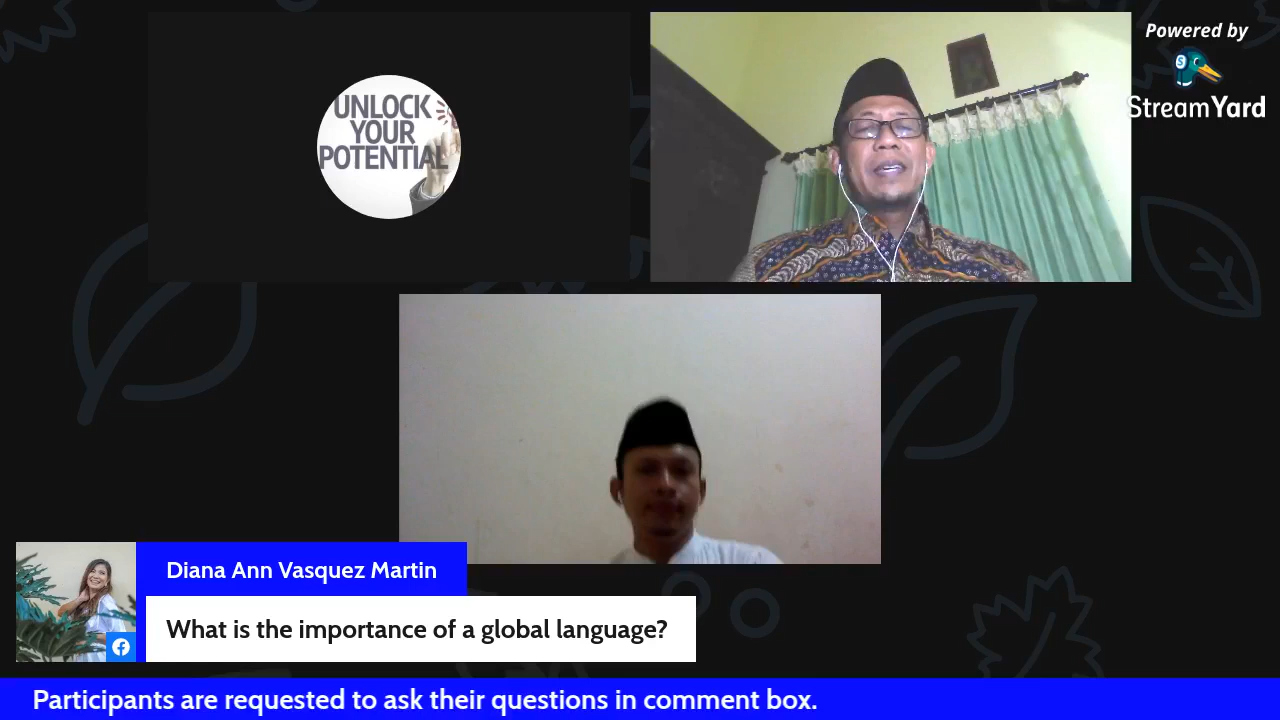 UNLOCK
YOUR
POTENTIAL
Powered by
StreamYard
Diana Ann Vasquez Martin
What is the importance of a global language?
Participants are requested to ask their questions in comment box.